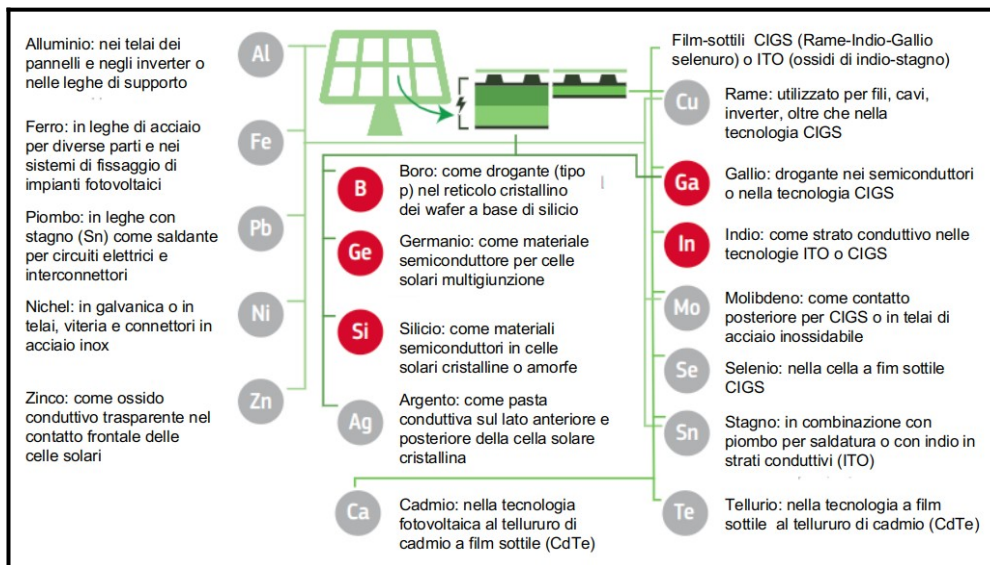 Alluminio: nei telai dei
pannelli e negli inverter o
nelle leghe di supporto
Al
Ferro: in leghe di acciaio
per diverse parti e nei
sistemi di fissaggio di
impianti fotovoltaici
Fe
Piombo: in leghe con
stagno (Sn) come saldante
per circuiti elettrici e
interconnettori
Pb
Nichel: in galvanica o in
telai, viteria e connettori in
acciaio inox
Ni
Zinco: come ossido
conduttivo trasparente nel
contatto frontale delle
celle solari
Zn
B
Boro: come drogante (tipo
p) nel reticolo cristallino
dei wafer a base di silicio
Ge
Germanio: come materiale
semiconduttore per celle
solari multigiunzione
Si
Silicio: come materiali
semiconduttori in celle
solari cristalline o amorfe
Ag
Argento: come pasta
conduttiva sul lato anteriore e
posteriore della cella solare
cristallina
Ca
Cadmio: nella tecnologia
fotovoltaica al tellururo di
cadmio a film sottile (CdTe)
Film-sottili CIGS (Rame-Indio-Gallio
selenuro) o ITO (ossidi di indio-stagno)
Cu
Rame: utilizzato per fili, cavi,
inverter, oltre che nella
tecnologia CIGS
Ga
Gallio: drogante nei semiconduttori
o nella tecnologia CIGS
In
Indio: come strato conduttivo nelle
tecnologie ITO o CIGS
Mo
Molibdeno: come contatto
posteriore per CIGS o in telai di
acciaio inossidabile
Se
Selenio: nella cella a fim sottile
CIGS
Sn
Stagno: in combinazione con
piombo per saldatura o con indio in
strati conduttivi (ITO)
Te
Tellurio: nella tecnologia a film
sottile al tellururo di cadmio (CdTe)